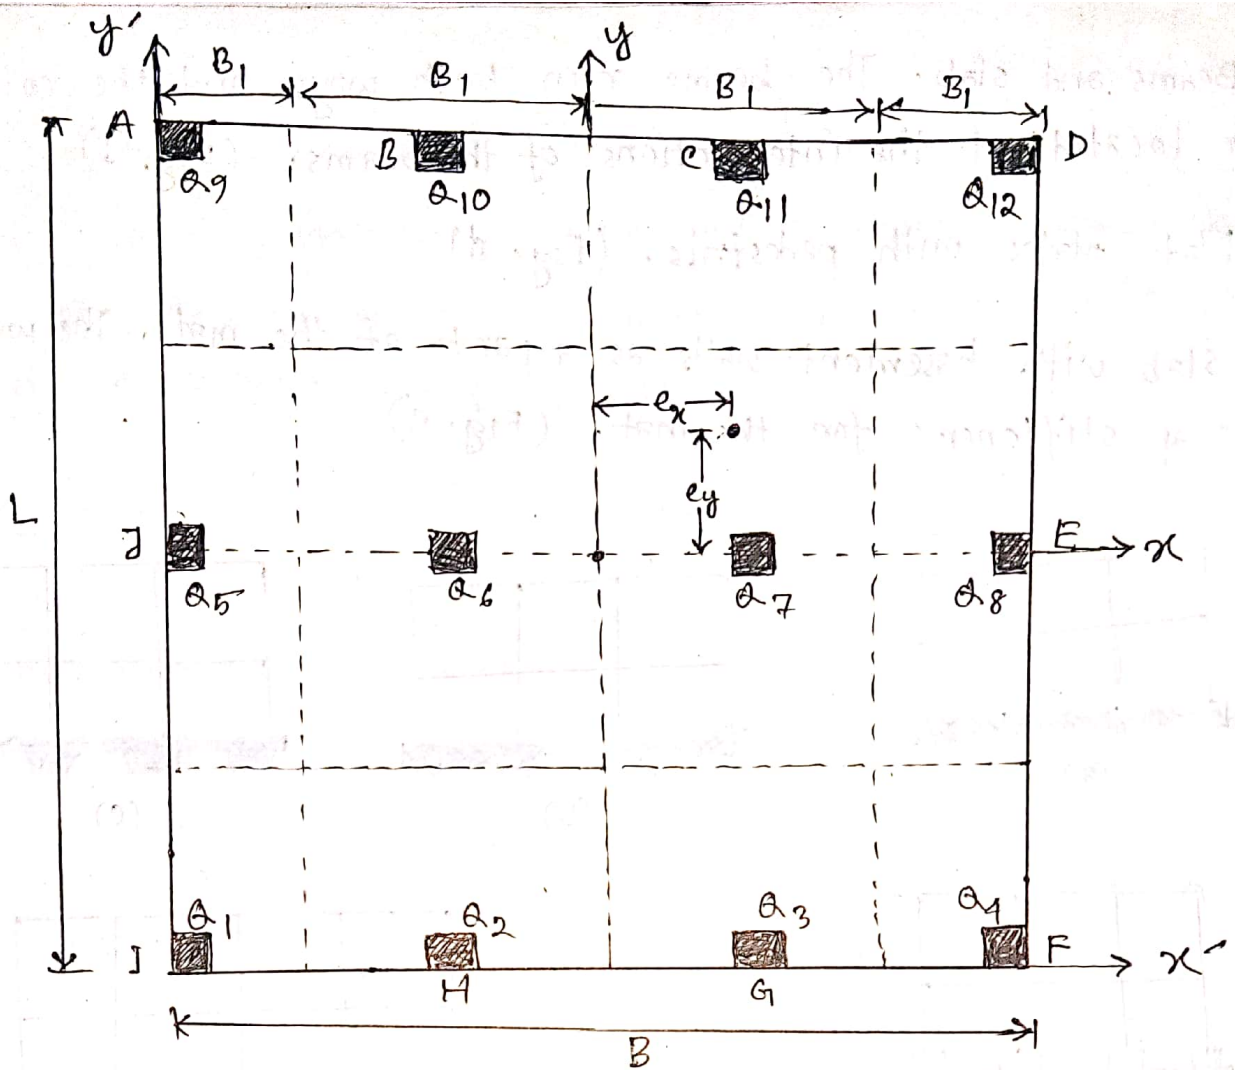 y′ y
B1 B1 B1 B1
A B C D
Q9 Q10 Q11 Q12
ex
ey
L
J E x
Q5 Q6 Q7 Q8
Q1 Q2 Q3 Q4
I H G F x′
B